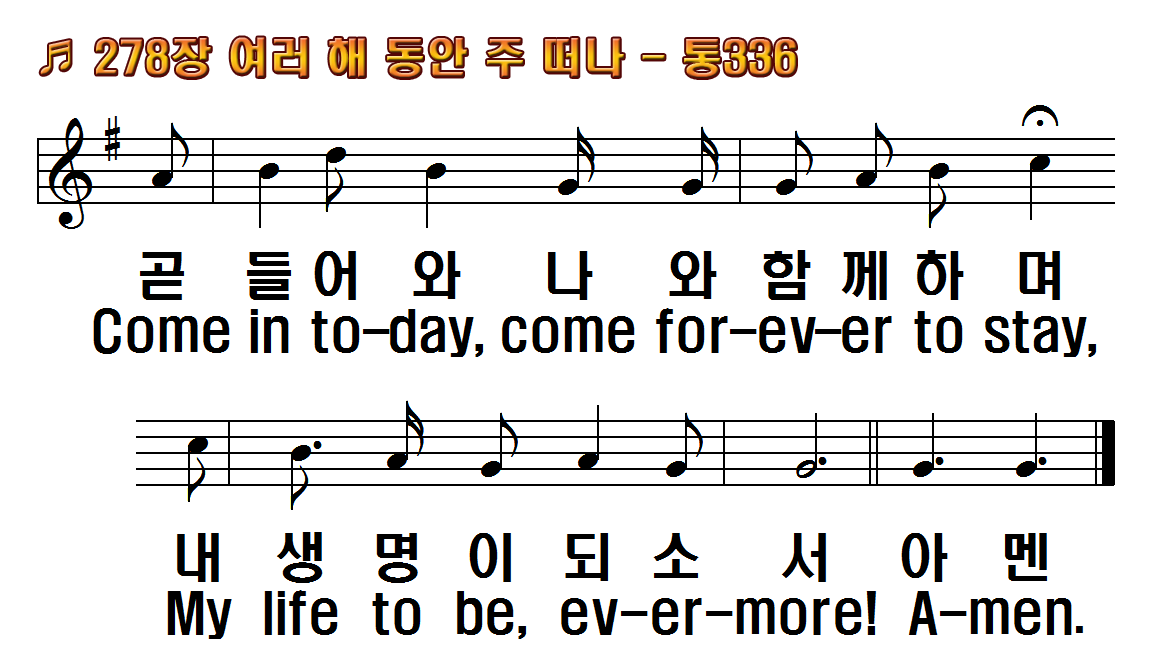 ♬ 278장 여러 해 동안 주 떠나 - 통336
곧 들 어 와 나 와 함 께 하 며
Come in to-day, come for-ev-er to stay,
내 생 명 이 되 소 서 아 멘
My life to be, ev-er-more! A-men.